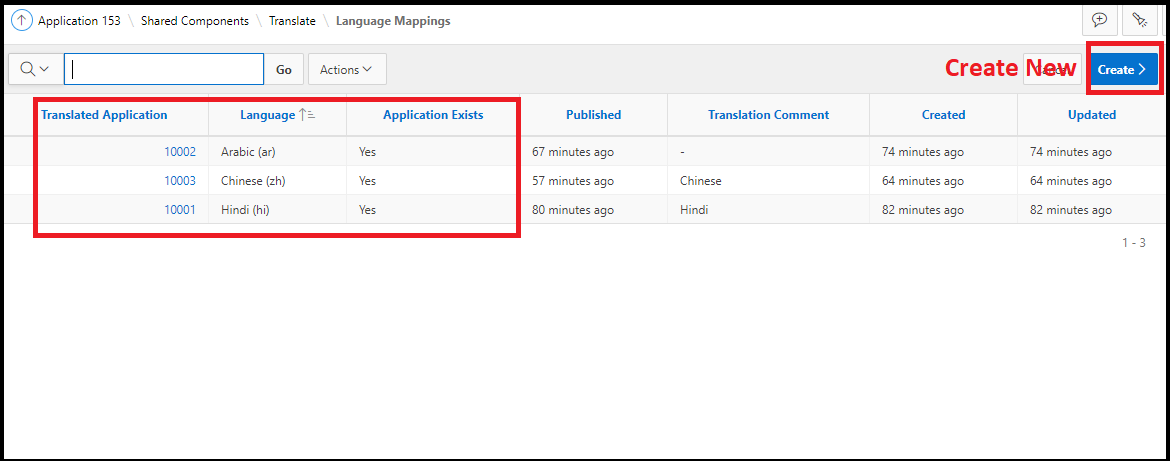 Application 153 \ Shared Components \ Translate \ Language Mappings
Go Actions Create New Create
Translated Application Language Application Exists Published Translation Comment Created Updated
10002 Arabic (ar) Yes 67 minutes ago - 74 minutes ago 74 minutes ago
10003 Chinese (zh) Yes 57 minutes ago Chinese 64 minutes ago 64 minutes ago
10001 Hindi (hi) Yes 80 minutes ago Hindi 82 minutes ago 82 minutes ago
1 - 3